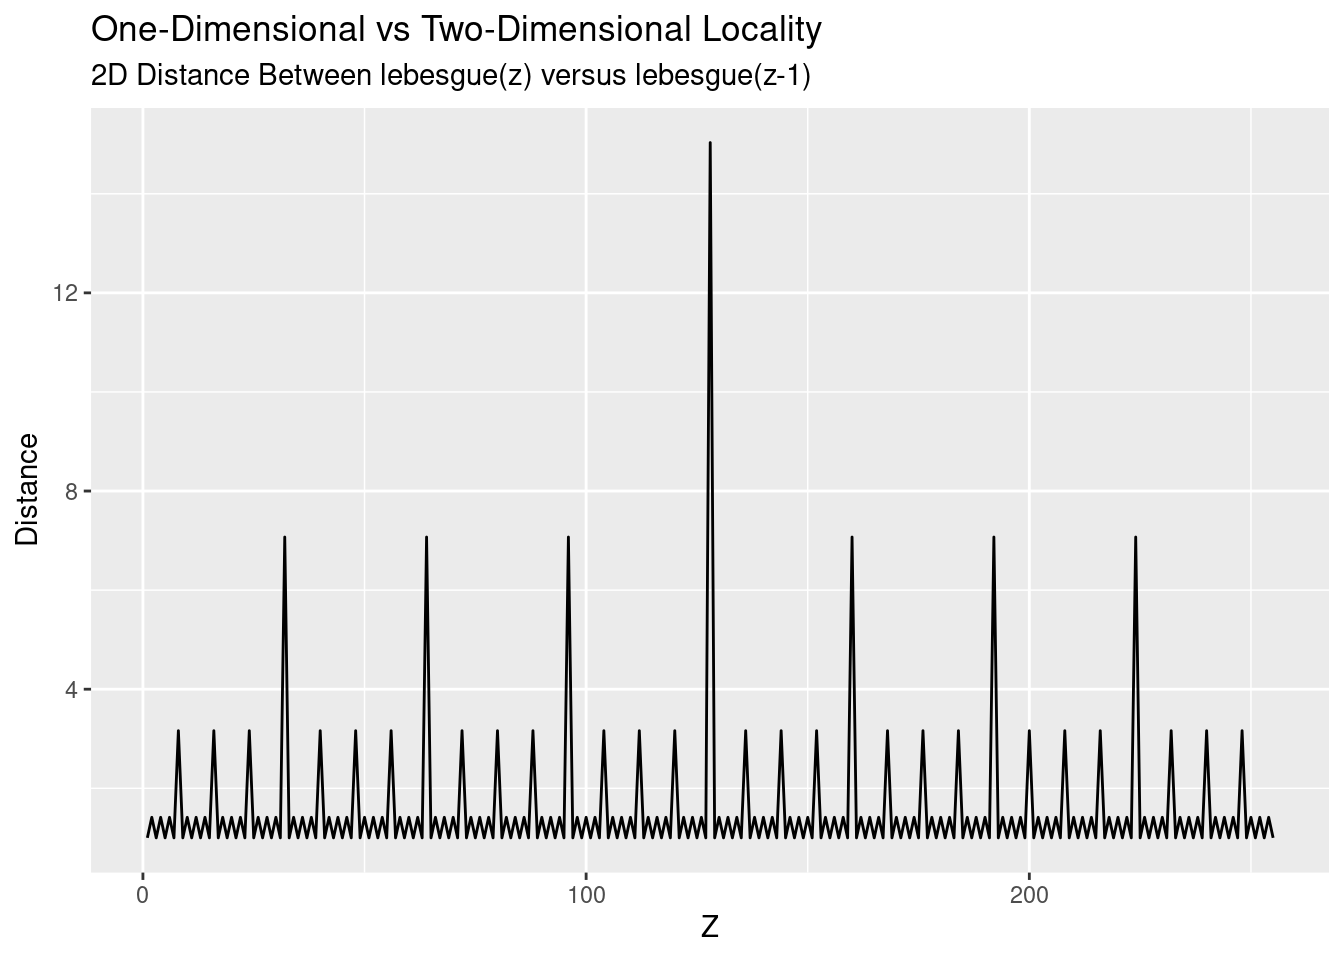 One-Dimensional vs Two-Dimensional Locality
2D Distance Between lebesgue(z) versus lebesgue(z-1)
12
8
4
Distance
0 100 200
Z